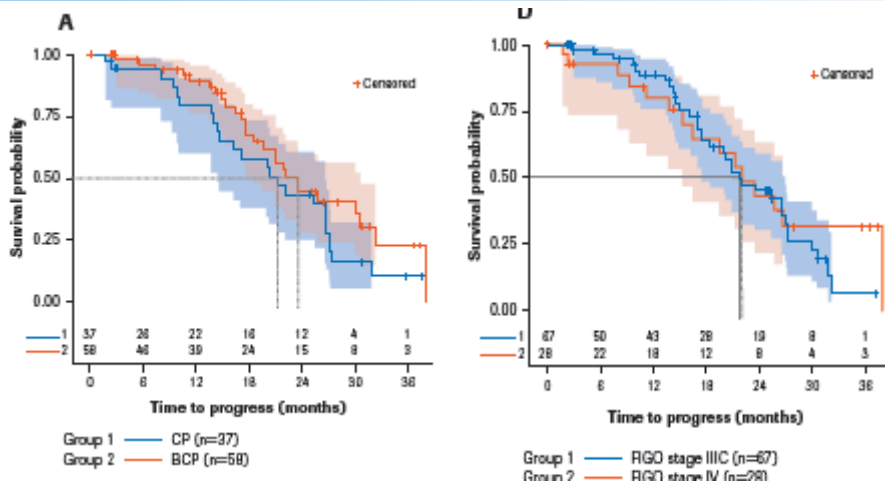 A
Survival probability
1.00
0.75
0.50
0.25
0.00
Censored
1 37 26 22 16 12 4 1
2 58 46 39 24 15 8 3
0 6 12 18 24 30 36
Time to progress (months)
Group 1 CP (n=37)
Group 2 BCP (n=58)
D
Survival probability
1.00
0.75
0.50
0.25
0.00
Censored
1 67 50 43 28 19 8 1
2 28 22 18 12 8 4 3
0 6 12 18 24 30 36
Time to progress (months)
Group 1 FIGO stage IIIC (n=67)
Group 2 FIGO stage IV (n=28)